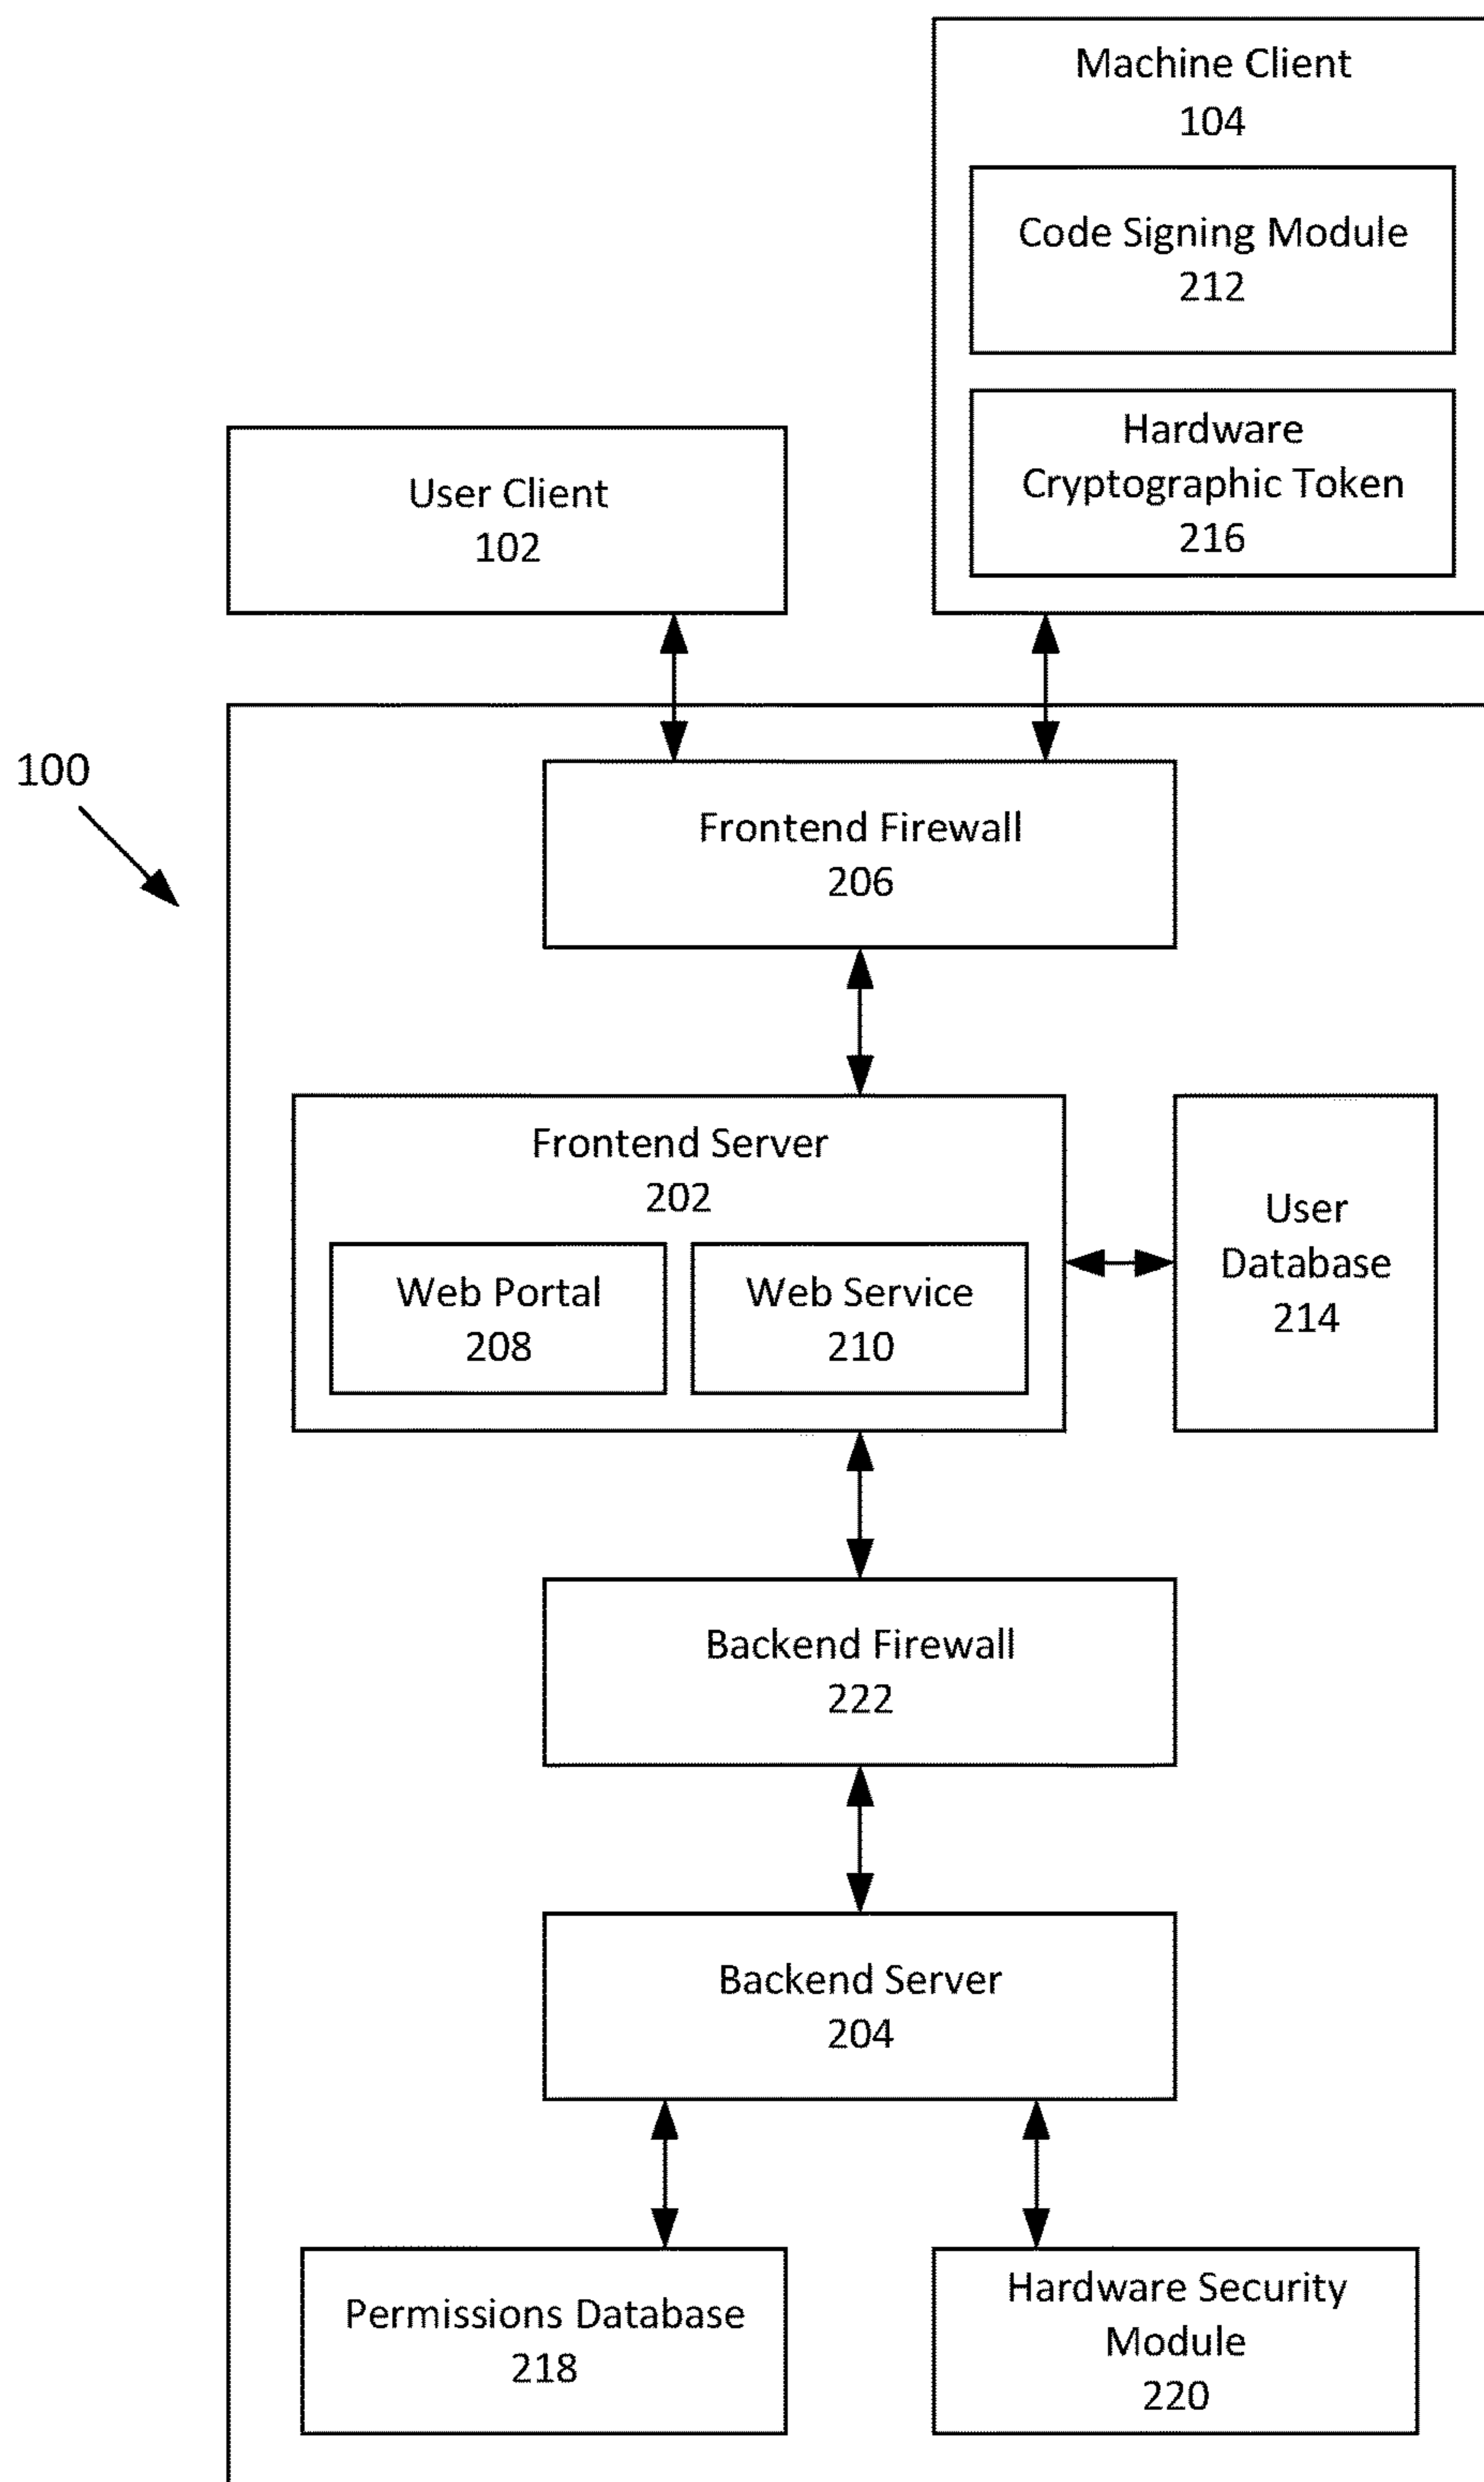 Machine Client
104
Code Signing Module
212
Hardware
Cryptographic Token
216
User Client
102
100
Frontend Firewall
206
Frontend Server
202
Web Portal
208
Web Service
210
User
Database
214
Backend Firewall
222
Backend Server
204
Permissions Database
218
Hardware Security
Module
220